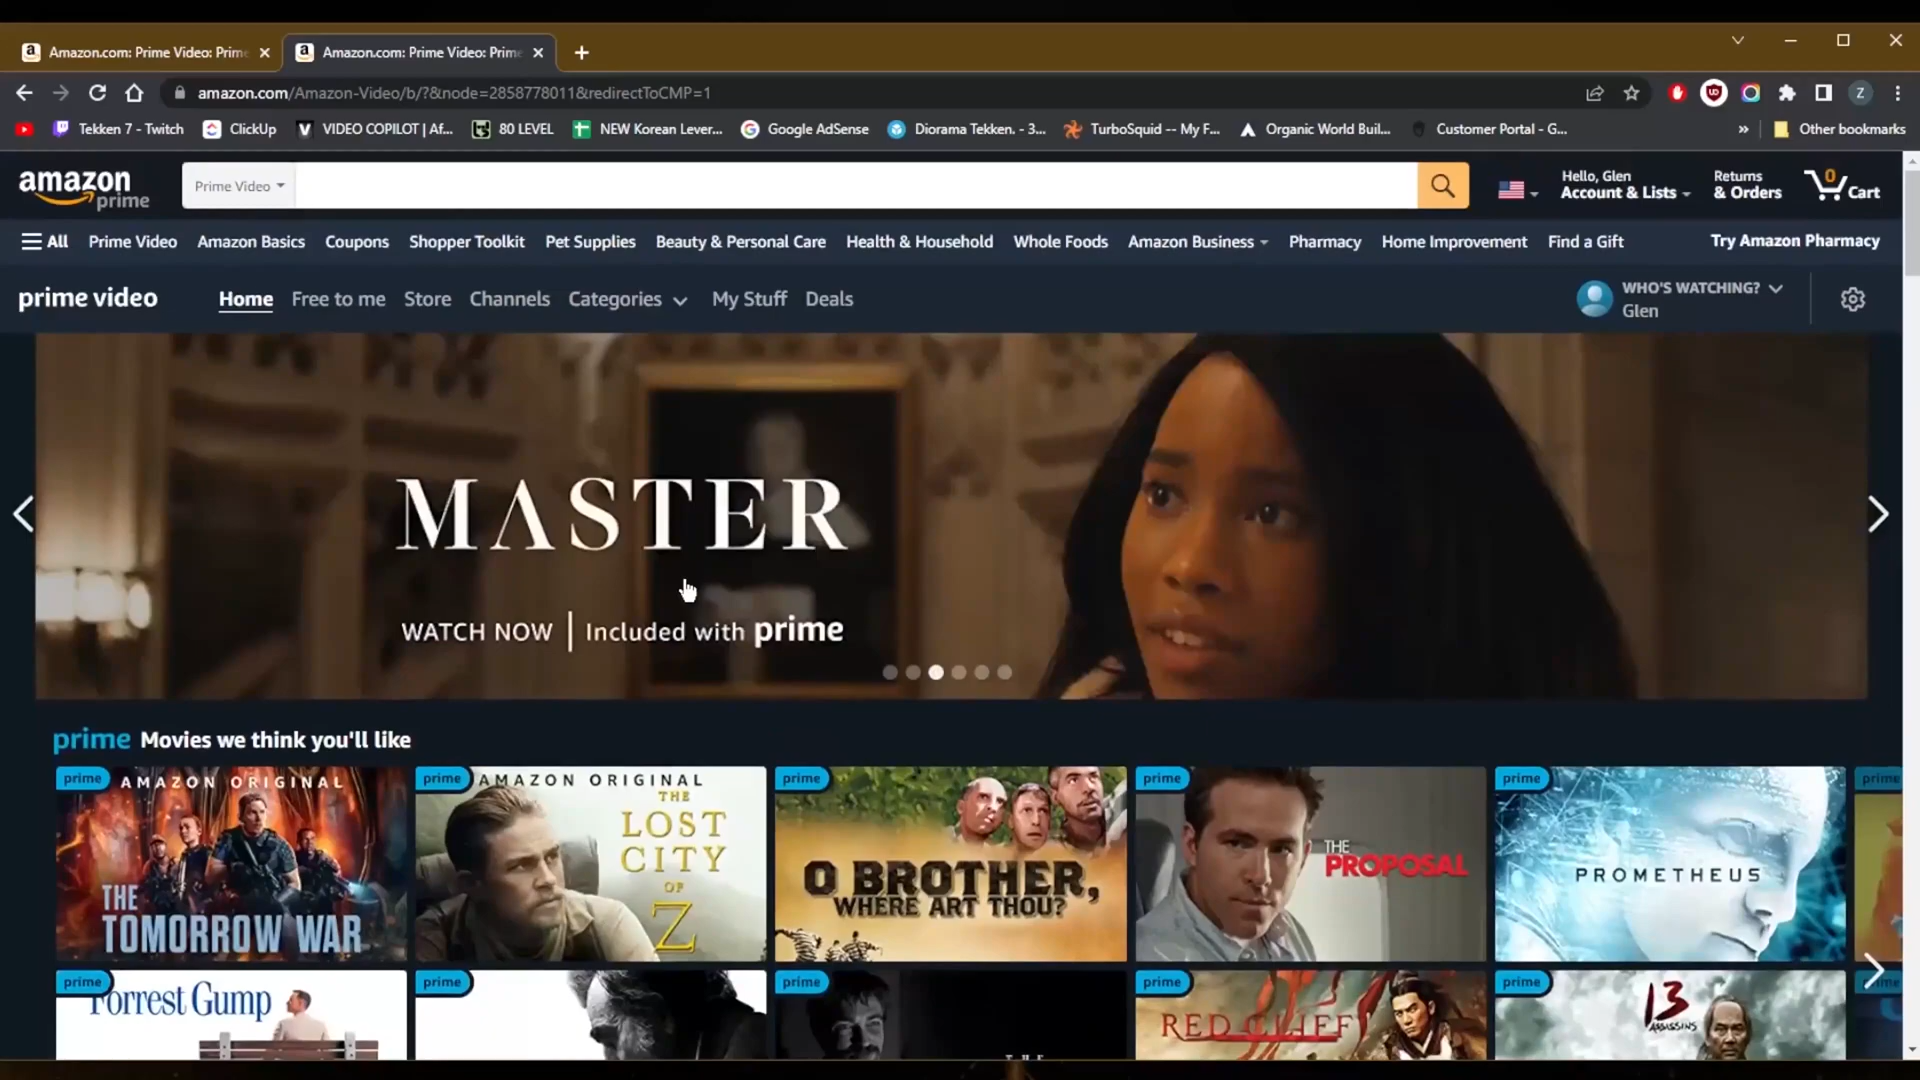 Amazon.com: Prime Video: Prime
Amazon.com: Prime Video: Prime
amazon.com/Amazon-Video/b/?&node=2858778011&redirectToCMP=1
Z
Tekken 7 - Twitch
ClickUp
VIDEO COPILOT | Af...
80 LEVEL
NEW Korean Lever...
Google AdSense
Diorama Tekken. - 3...
TurboSquid -- My F...
Organic World Buil...
Customer Portal - G...
»
Other bookmarks
amazon prime
Prime Video
Hello, Glen
Account & Lists
Returns
& Orders
0
Cart
All
Prime Video
Amazon Basics
Coupons
Shopper Toolkit
Pet Supplies
Beauty & Personal Care
Health & Household
Whole Foods
Amazon Business
Pharmacy
Home Improvement
Find a Gift
Try Amazon Pharmacy
prime video
Home
Free to me
Store
Channels
Categories
My Stuff
Deals
WHO'S WATCHING?
Glen
MASTER
WATCH NOW | Included with prime
prime Movies we think you'll like
prime
AMAZON ORIGINAL
THE
TOMORROW WAR
prime
AMAZON ORIGINAL
THE
LOST
CITY
OF
Z
prime
O BROTHER,
WHERE ART THOU?
prime
THE
PROPOSAL
prime
PROMETHEUS
prime
prime
Forrest Gump
prime
prime
prime
RED CLIFF
prime
13
ASSASSINS
prime